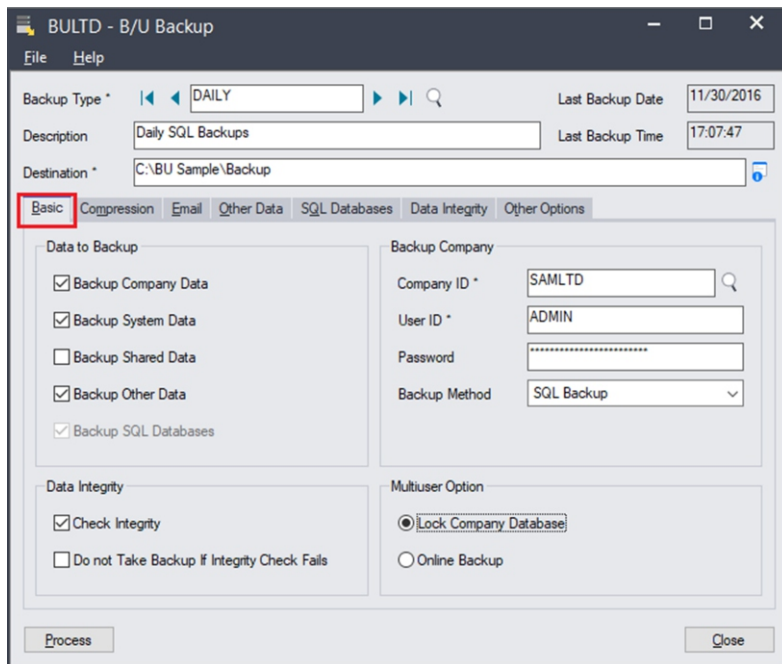 BULTD - B/U Backup
File Help
Backup Type * DAILY Last Backup Date 11/30/2016
Description Daily SQL Backups Last Backup Time 17:07:47
Destination * C:\BU Sample\Backup
Basic Compression Email Other Data SQL Databases Data Integrity Other Options
Data to Backup
Backup Company Data
Backup System Data
Backup Shared Data
Backup Other Data
Backup SQL Databases
Backup Company
Company ID * SAMLTD
User ID * ADMIN
Password ************************
Backup Method SQL Backup
Data Integrity
Check Integrity
Do not Take Backup If Integrity Check Fails
Multiuser Option
Lock Company Database
Online Backup
Process Close